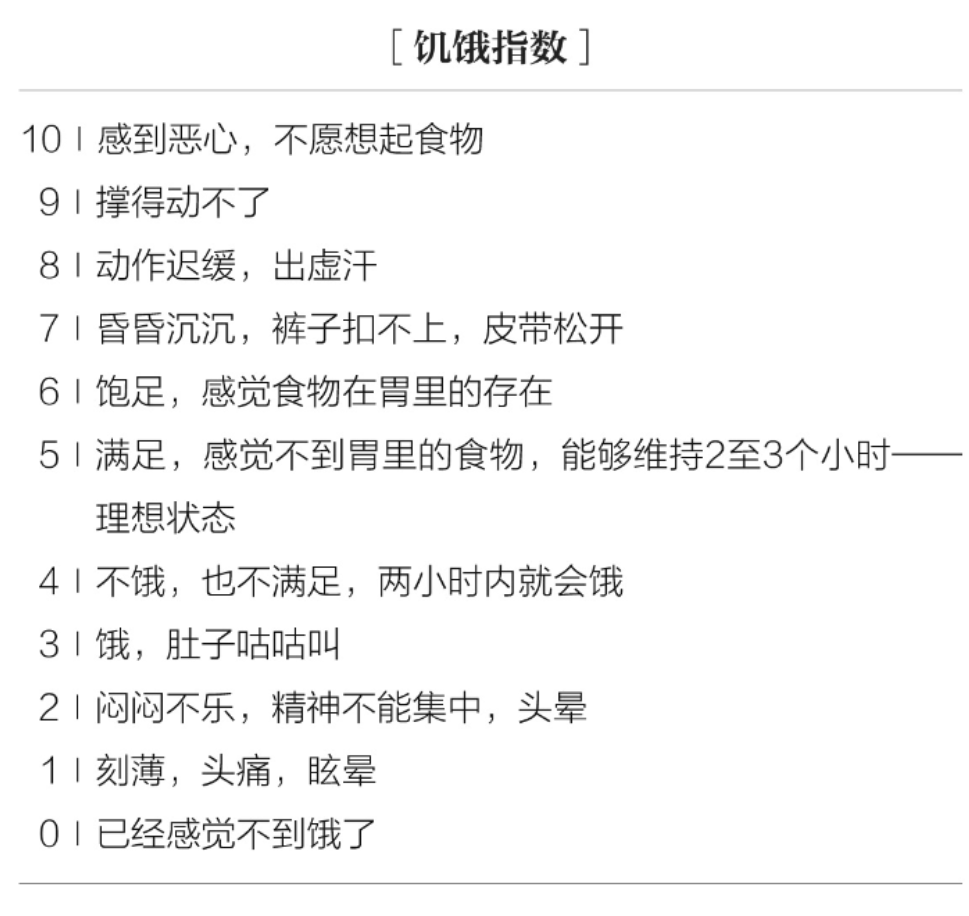 [ 饥饿指数 ]
10 | 感到恶心，不愿想起食物
9 | 撑得动不了
8 | 动作迟缓，出虚汗
7 | 昏昏沉沉，裤子扣不上，皮带松开
6 | 饱足，感觉食物在胃里的存在
5 | 满足，感觉不到胃里的食物，能够维持2至3个小时——
理想状态
4 | 不饿，也不满足，两小时内就会饿
3 | 饿，肚子咕咕叫
2 | 闷闷不乐，精神不能集中，头晕
1 | 刻薄，头痛，眩晕
0 | 已经感觉不到饿了